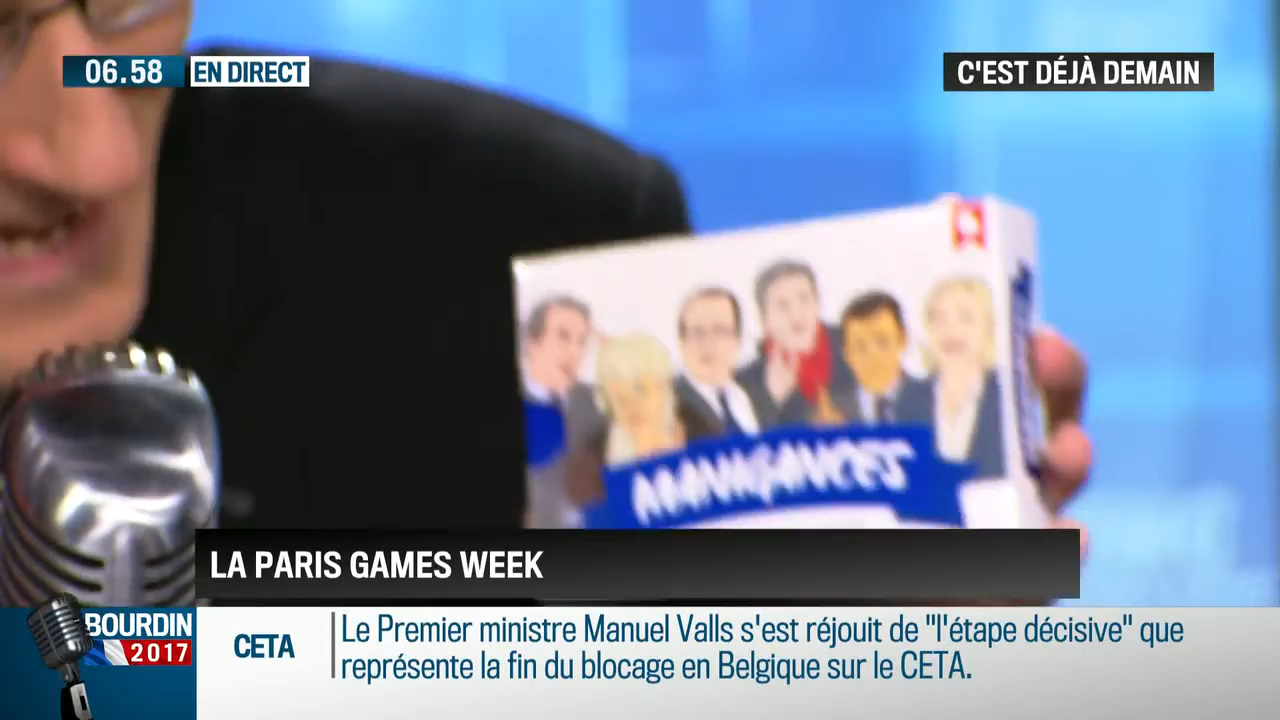 06.58
EN DIRECT
C'EST DÉJÀ DEMAIN
LA PARIS GAMES WEEK
BOURDIN
2017
CETA
Le Premier ministre Manuel Valls s'est réjouit de "l'étape décisive" que
représente la fin du blocage en Belgique sur le CETA.